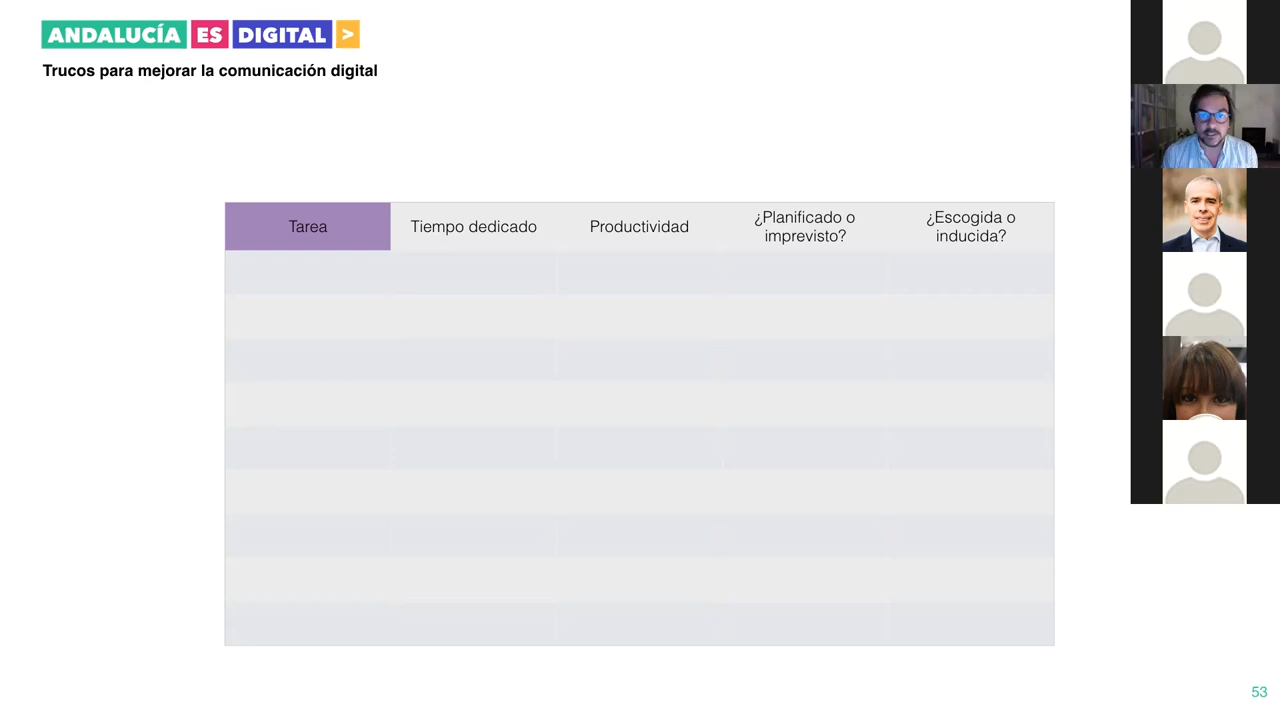 ANDALUCÍA ES DIGITAL >
Trucos para mejorar la comunicación digital
Tarea
Tiempo dedicado
Productividad
¿Planificado o
imprevisto?
¿Escogida o
inducida?
53